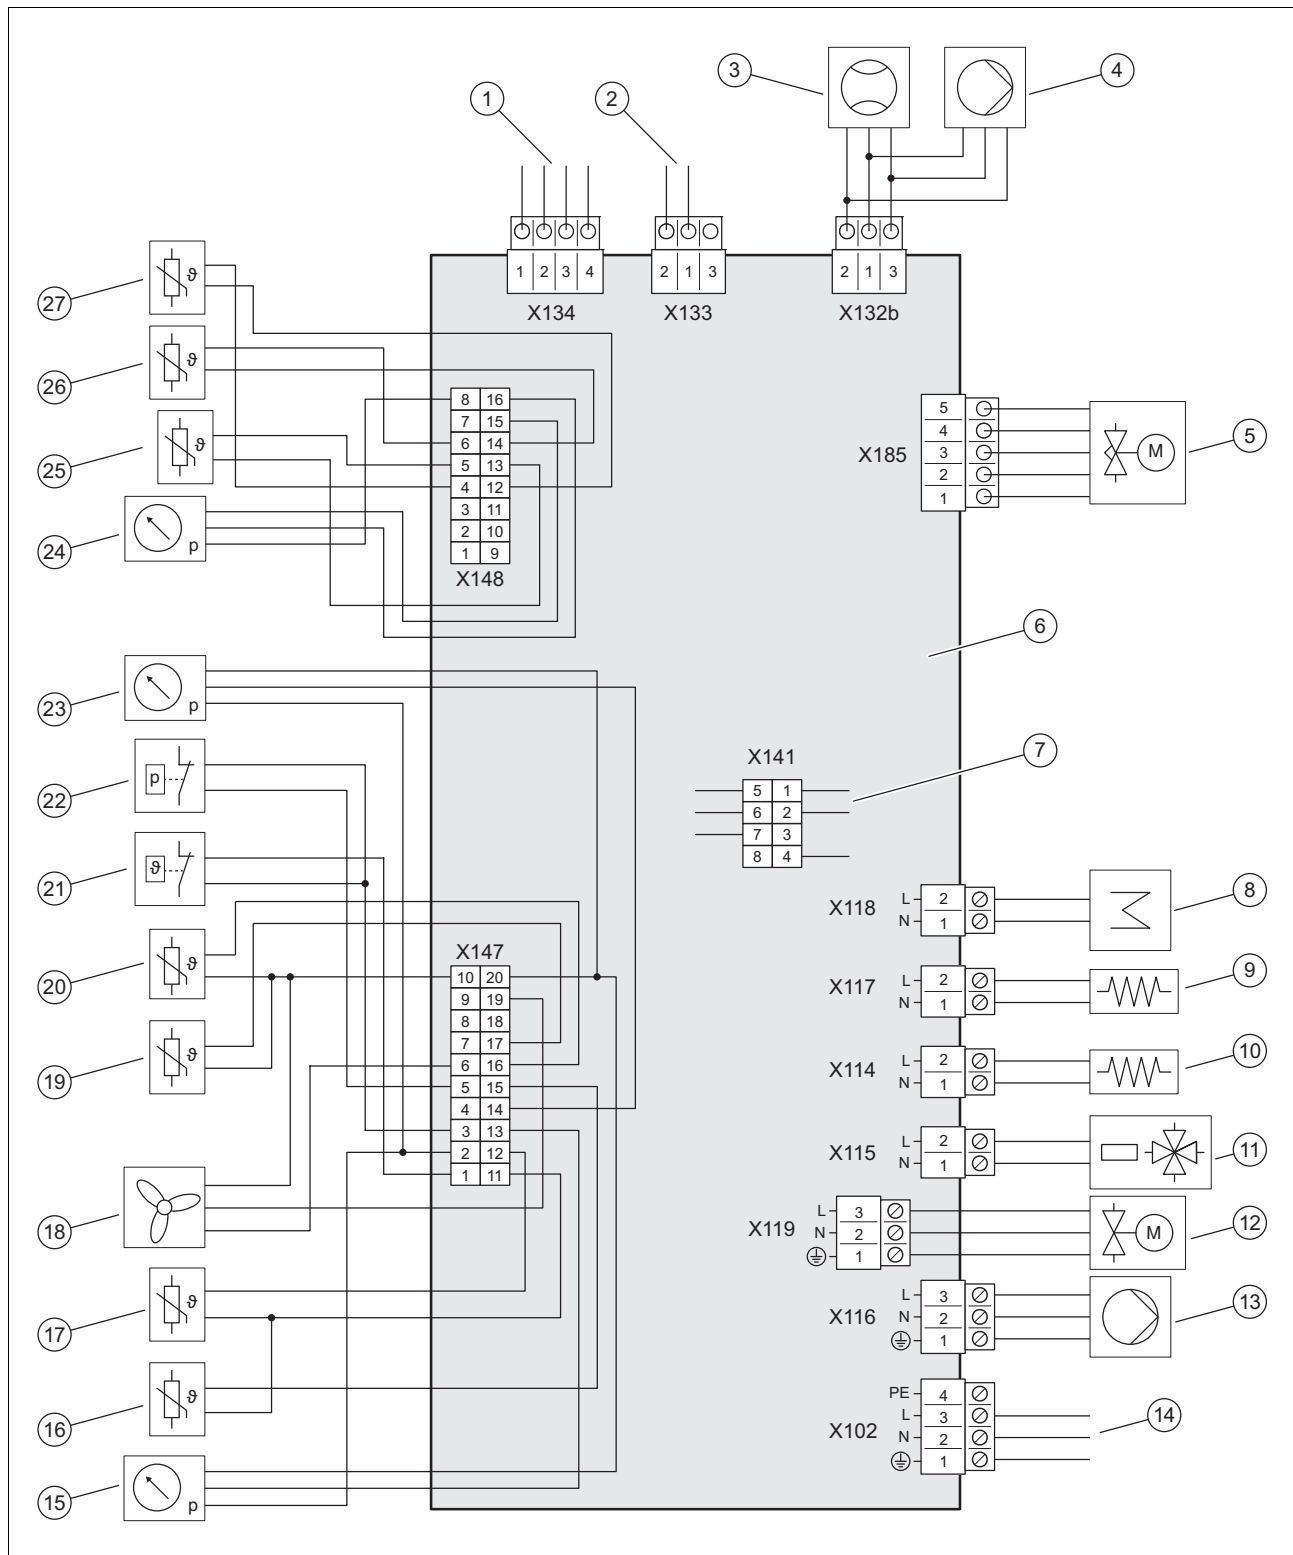 3
4
1
2
1 2 3 4
2 1 3
2 1 3
X134
X133
X132b
27
ϑ
26
ϑ
25
ϑ
24
p
8 16
7 15
6 14
5 13
4 12
3 11
2 10
1 9
X148
X185
5
4
3
2
1
M
5
6
23
p
22
p
21
ϑ
X141
5 1
6 2
7 3
8 4
7
20
ϑ
19
ϑ
X147
10 20
9 19
8 18
7 17
6 16
5 15
4 14
3 13
2 12
1 11
X118
L 2
N 1
8
X117
L 2
N 1
9
X114
L 2
N 1
10
X115
L 2
N 1
11
X119
L 3
N 2
1
M
12
X116
L 3
N 2
1
13
X102
PE 4
L 3
N 2
1
14
18
17
ϑ
16
ϑ
15
p